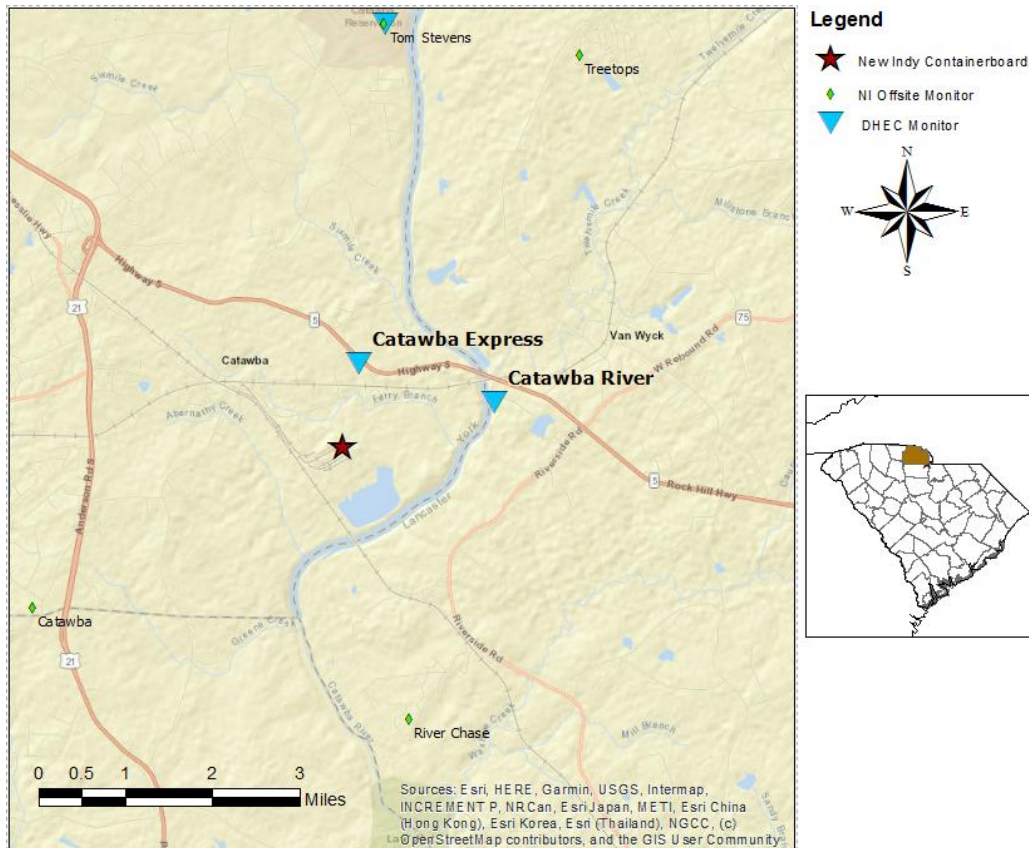 Reservation
Tom Stevens
Treetops
Twelvemile Creek
Sixmile Creek
Twelvemile Creek
Millstone Branch
Sixmile Creek
Highway 5
21
5
75
Catawba Express
Van Wyck
W Rebound Rd
Catawba
Highway 5
Catawba River
Ferry Branch
Abernathy Creek
York
Riverside Rd
Anderson Rd S
Lancaster
5
Rock Hill Hwy
Catawba
Greene Creek
Riverside Rd
21
Catawba River
River Chase
Waxhaw Creek
Mill Branch
0 0.5 1 2 3
Miles
Sources: Esri, HERE, Garmin, USGS, Intermap,
INCREMENT P, NRCan, Esri Japan, METI, Esri China
(Hong Kong), Esri Korea, Esri (Thailand), NGCC, (c)
OpenStreetMap contributors, and the GIS User Community
Legend
New Indy Containerboard
NI Offsite Monitor
DHEC Monitor
N
W
E
S